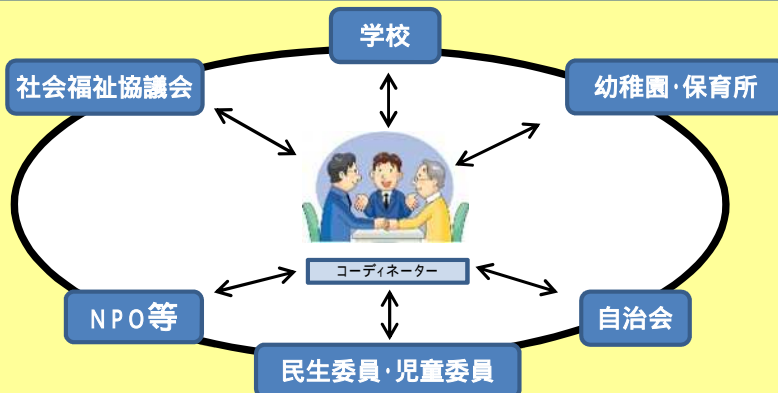 学校
社会福祉協議会
幼稚園・保育所
コーディネーター
NPO等
自治会
民生委員・児童委員